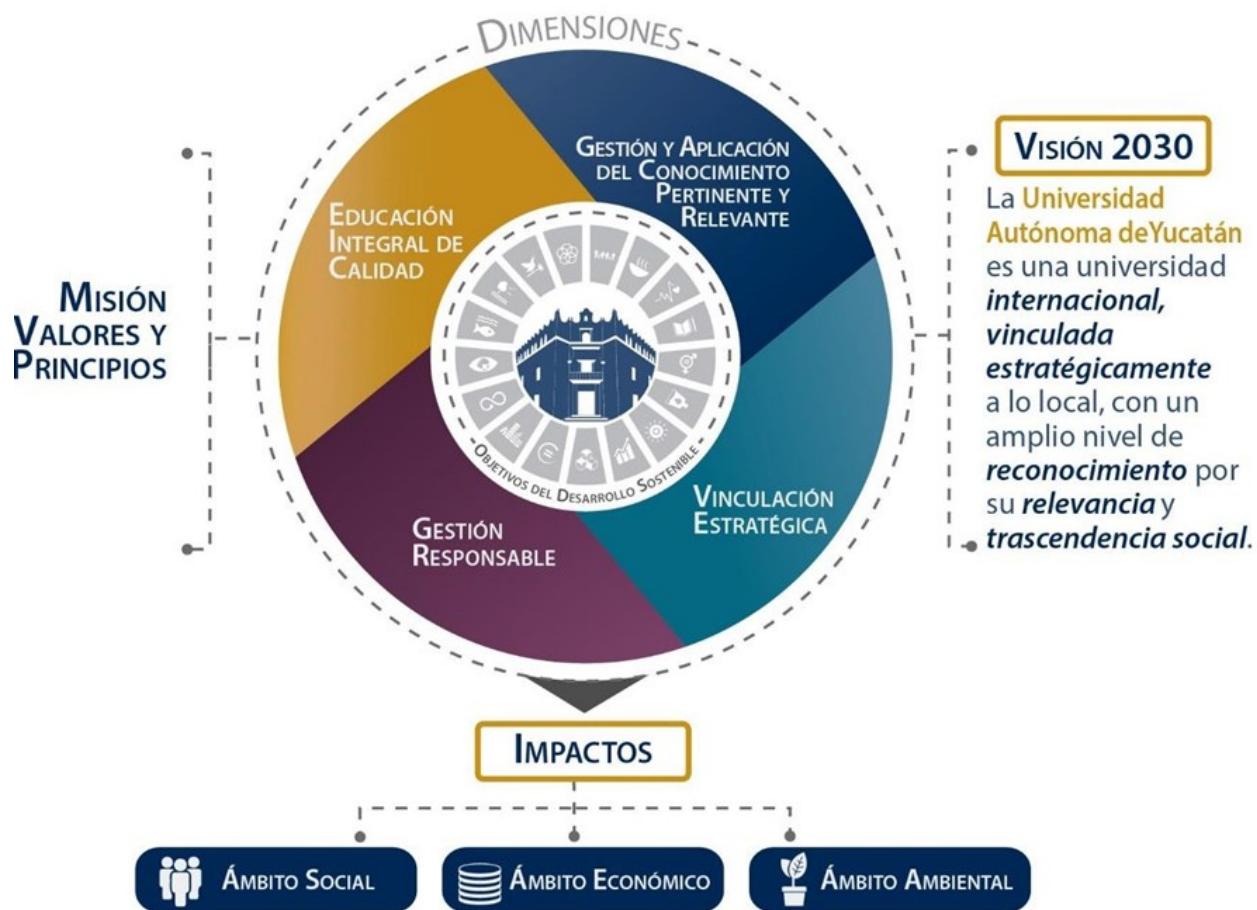 DIMENSIONES
GESTIÓN Y APLICACIÓN
DEL CONOCIMIENTO
PERTINENTE Y
RELEVANTE
EDUCACIÓN
INTEGRAL DE
CALIDAD
MISIÓN
VALORES Y
PRINCIPIOS
OBJETIVOS DEL DESARROLLO SOSTENIBLE
GESTIÓN
RESPONSABLE
VINCULACIÓN
ESTRATÉGICA
VISIÓN 2030
La Universidad
Autónoma deYucatán
es una universidad
internacional,
vinculada
estratégicamente
a lo local, con un
amplio nivel de
reconocimiento por
su relevancia y
trascendencia social.
IMPACTOS
ÁMBITO SOCIAL
ÁMBITO ECONÓMICO
ÁMBITO AMBIENTAL